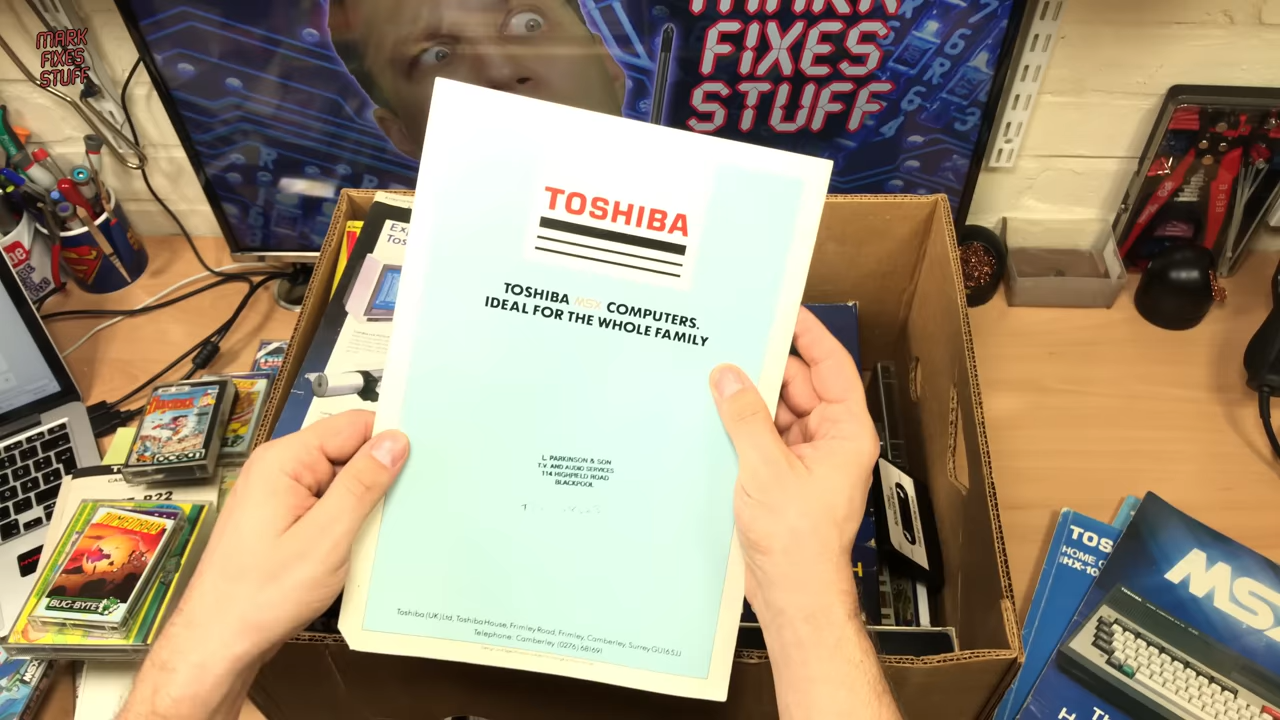 MARK
FIXES
STUFF
MARK
FIXES
STUFF
TOSHIBA
TOSHIBA MSX COMPUTERS.
IDEAL FOR THE WHOLE FAMILY
L. PARKINSON & SON
T.V. AND AUDIO SERVICES
114 HIGHFIELD ROAD
BLACKPOOL
Toshiba (UK) Ltd, Toshiba House, Frimley Road, Frimley, Camberley, Surrey GU16 5JJ
Telephone: Camberley (0276) 681691
OCEAN
BUG-BYTE
TOS
HOME
HX-10
MSX